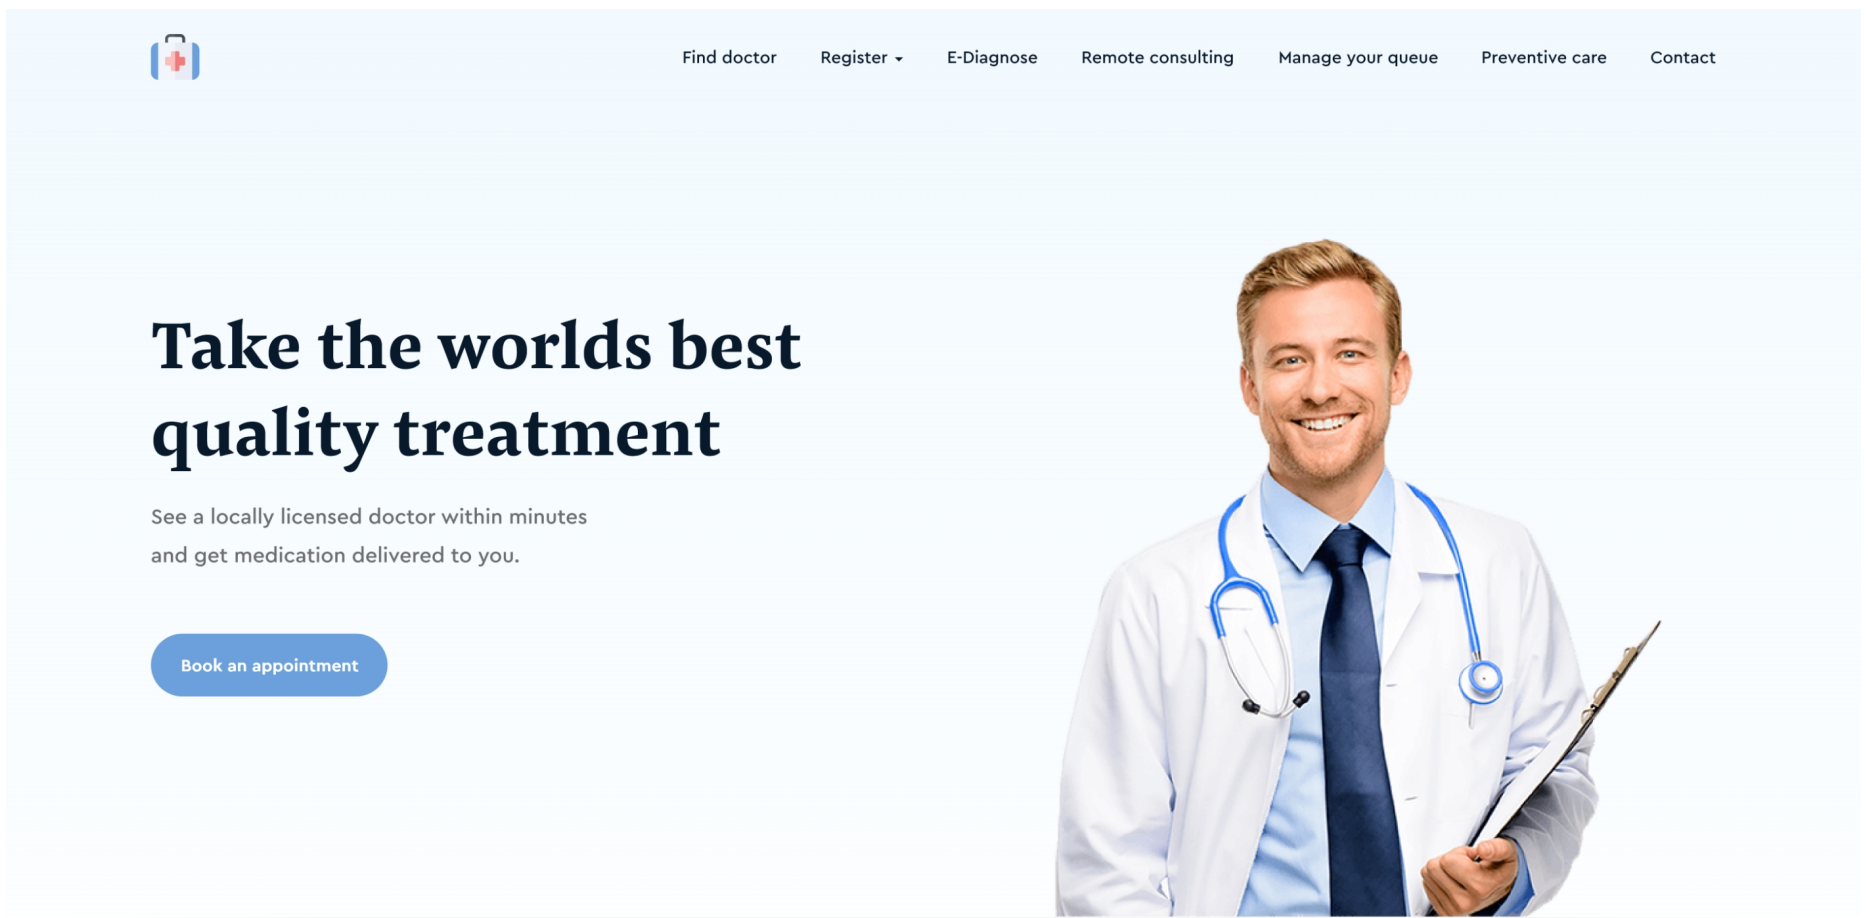 Find doctor Register E-Diagnose Remote consulting Manage your queue Preventive care Contact
Take the worlds best
quality treatment
See a locally licensed doctor within minutes
and get medication delivered to you.
Book an appointment